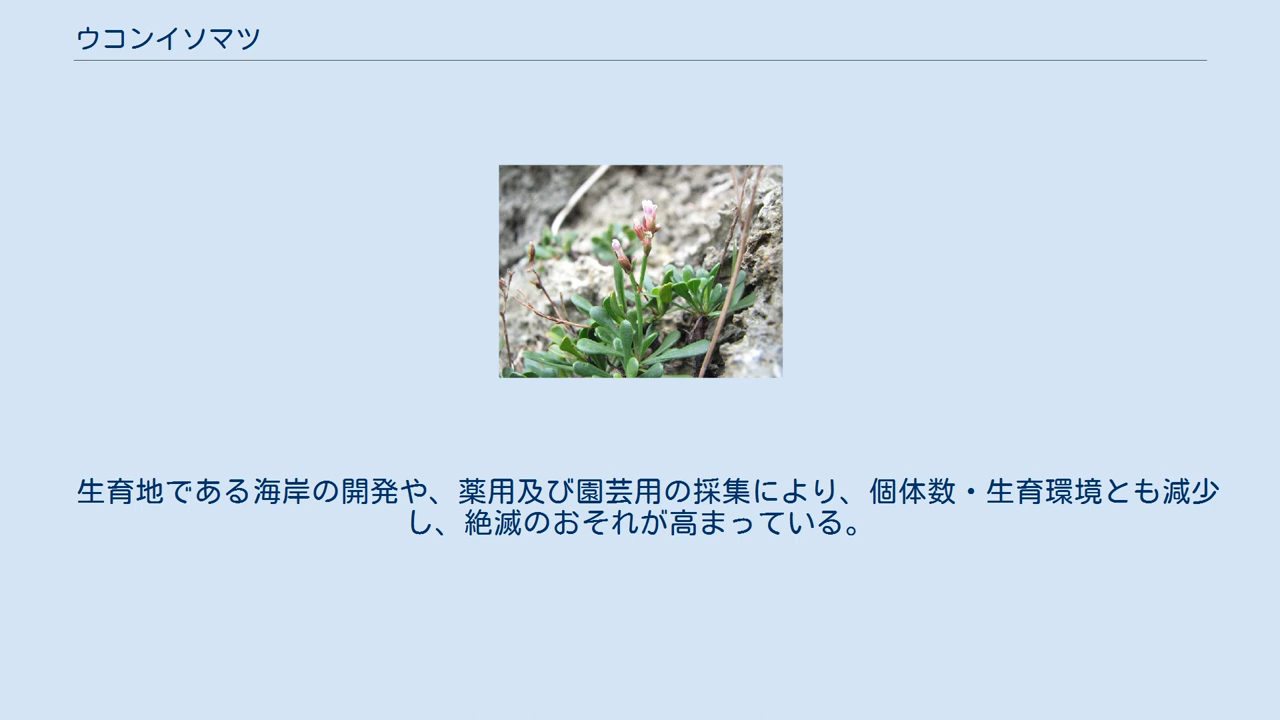 ウコンイソマツ
生育地である海岸の開発や、薬用及び園芸用の採集により、個体数・生育環境とも減少
し、絶滅のおそれが高まっている。